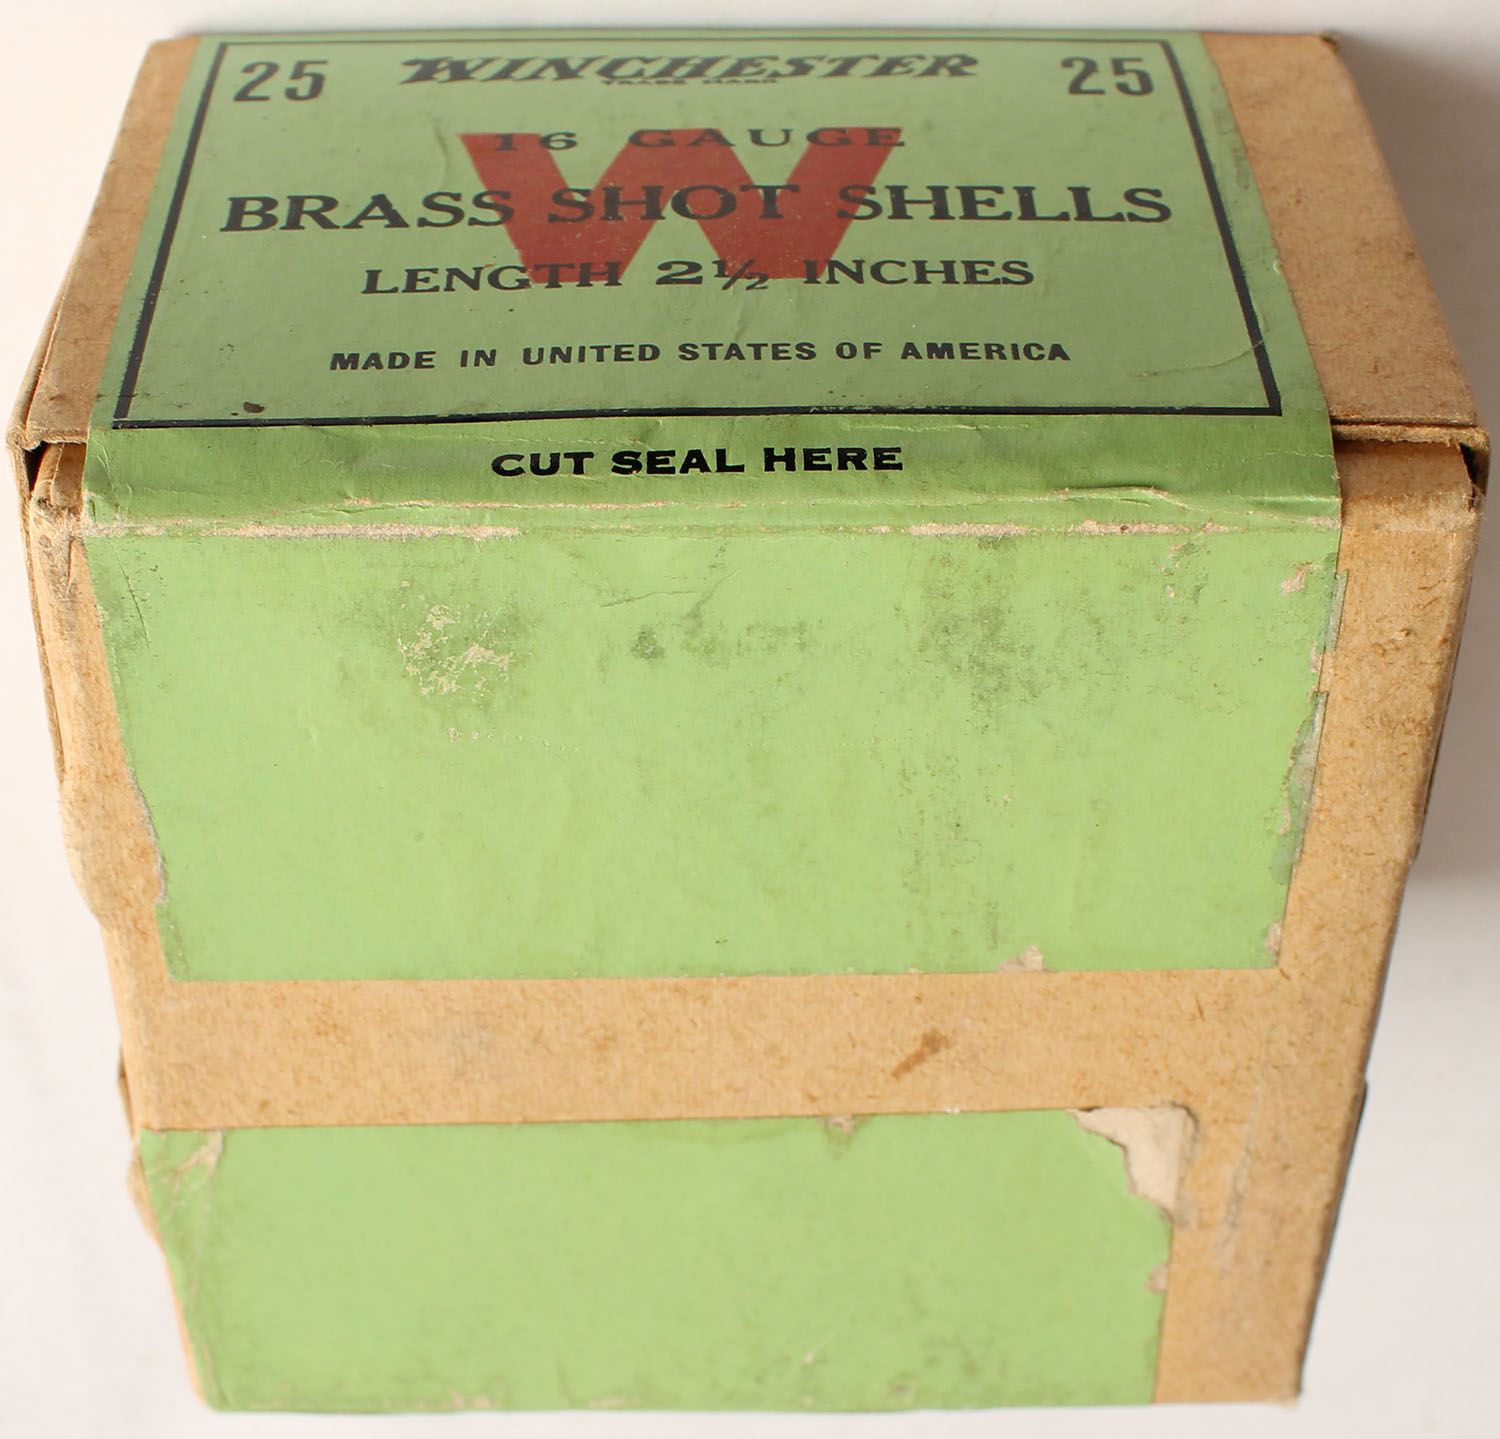 25 WINCHESTER 25
TRADE MARK
W
16 GAUGE
BRASS SHOT SHELLS
LENGTH 2½ INCHES
MADE IN UNITED STATES OF AMERICA
CUT SEAL HERE